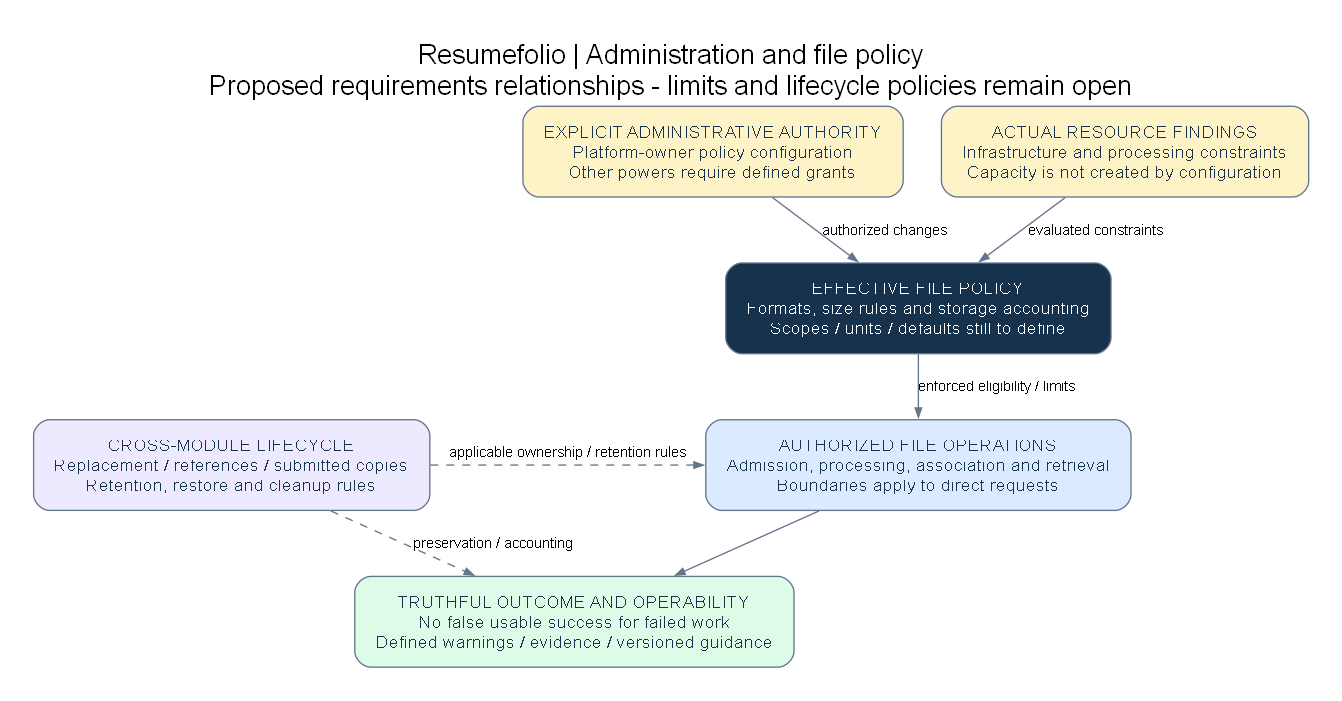 Resumefolio | Administration and file policy
Proposed requirements relationships - limits and lifecycle policies remain open
EXPLICIT ADMINISTRATIVE AUTHORITY
Platform-owner policy configuration
Other powers require defined grants
ACTUAL RESOURCE FINDINGS
Infrastructure and processing constraints
Capacity is not created by configuration
authorized changes
evaluated constraints
EFFECTIVE FILE POLICY
Formats, size rules and storage accounting
Scopes / units / defaults still to define
enforced eligibility / limits
CROSS-MODULE LIFECYCLE
Replacement / references / submitted copies
Retention, restore and cleanup rules
applicable ownership / retention rules
AUTHORIZED FILE OPERATIONS
Admission, processing, association and retrieval
Boundaries apply to direct requests
preservation / accounting
TRUTHFUL OUTCOME AND OPERABILITY
No false usable success for failed work
Defined warnings / evidence / versioned guidance